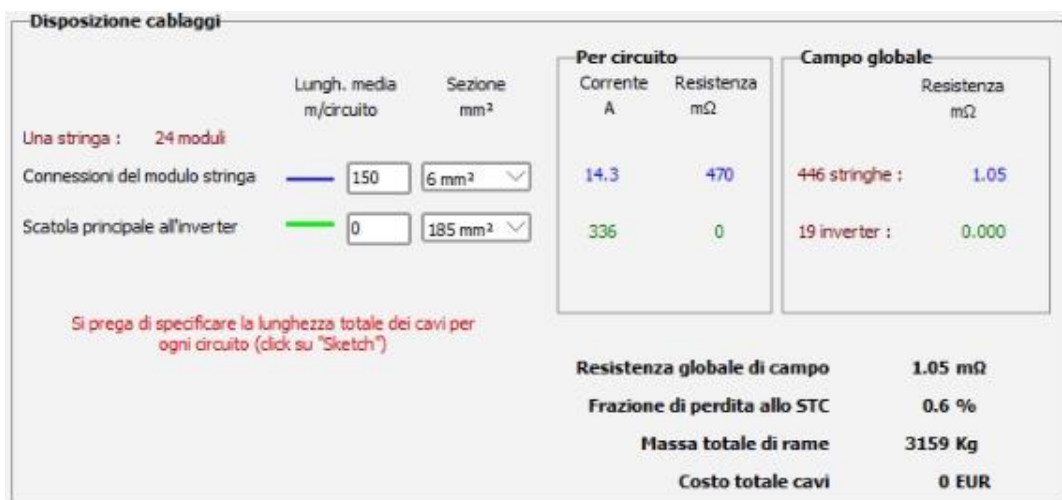 Disposizione cablaggi
Per circuito
Campo globale
Lungh. media Sezione Corrente Resistenza Resistenza
m/circuito mm² A mΩ mΩ
Una stringa : 24 moduli
Connessioni del modulo stringa 150 6 mm² 14.3 470 446 stringhe : 1.05
Scatola principale all'inverter 0 185 mm² 336 0 19 inverter : 0.000
Si prega di specificare la lunghezza totale dei cavi per
ogni circuito (click su "Sketch")
Resistenza globale di campo 1.05 mΩ
Frazione di perdita allo STC 0.6 %
Massa totale di rame 3159 Kg
Costo totale cavi 0 EUR